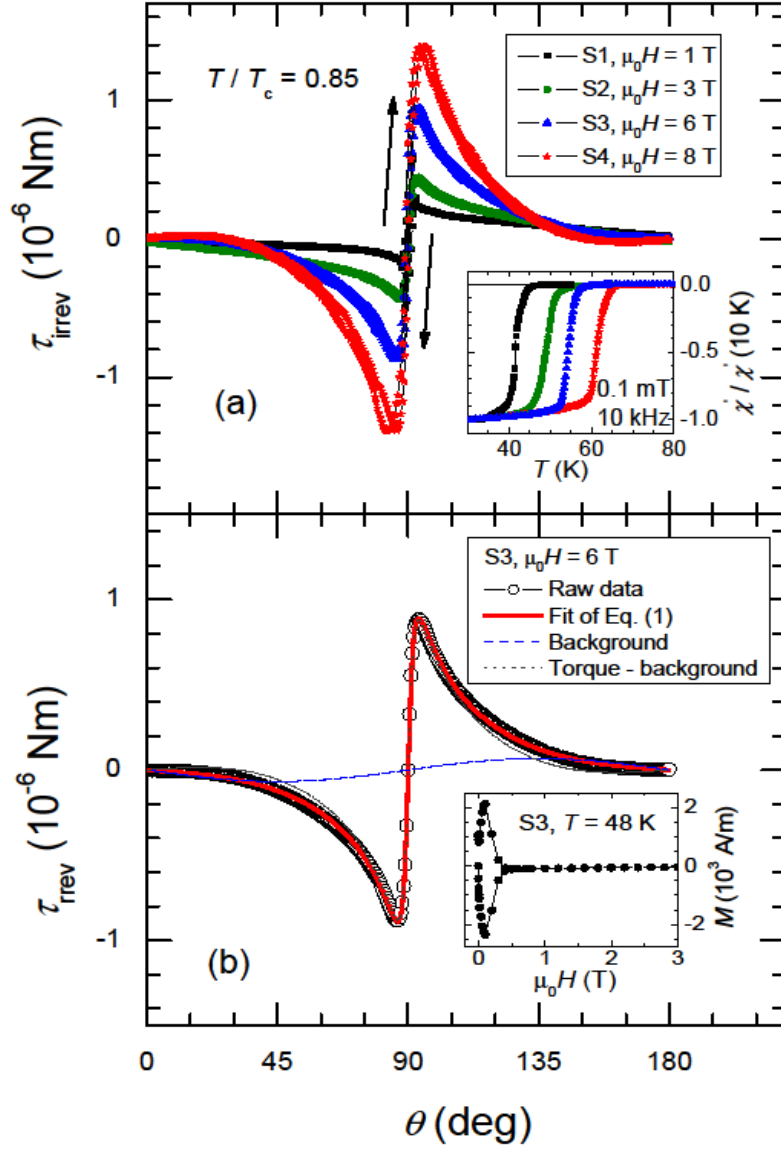 T / Tc = 0.85
S1, μ0H = 1 T
S2, μ0H = 3 T
S3, μ0H = 6 T
S4, μ0H = 8 T
1
0
-1
τirrev (10-6 Nm)
(a)
0.0
-0.5
-1.0
χ' / χ' (10 K)
0.1 mT
10 kHz
40 60 80
T (K)
S3, μ0H = 6 T
Raw data
Fit of Eq. (1)
Background
Torque - background
1
0
-1
τrrev (10-6 Nm)
(b)
S3, T = 48 K
2
0
-2
M (103 A/m)
0 1 2 3
μ0H (T)
0 45 90 135 180
θ (deg)